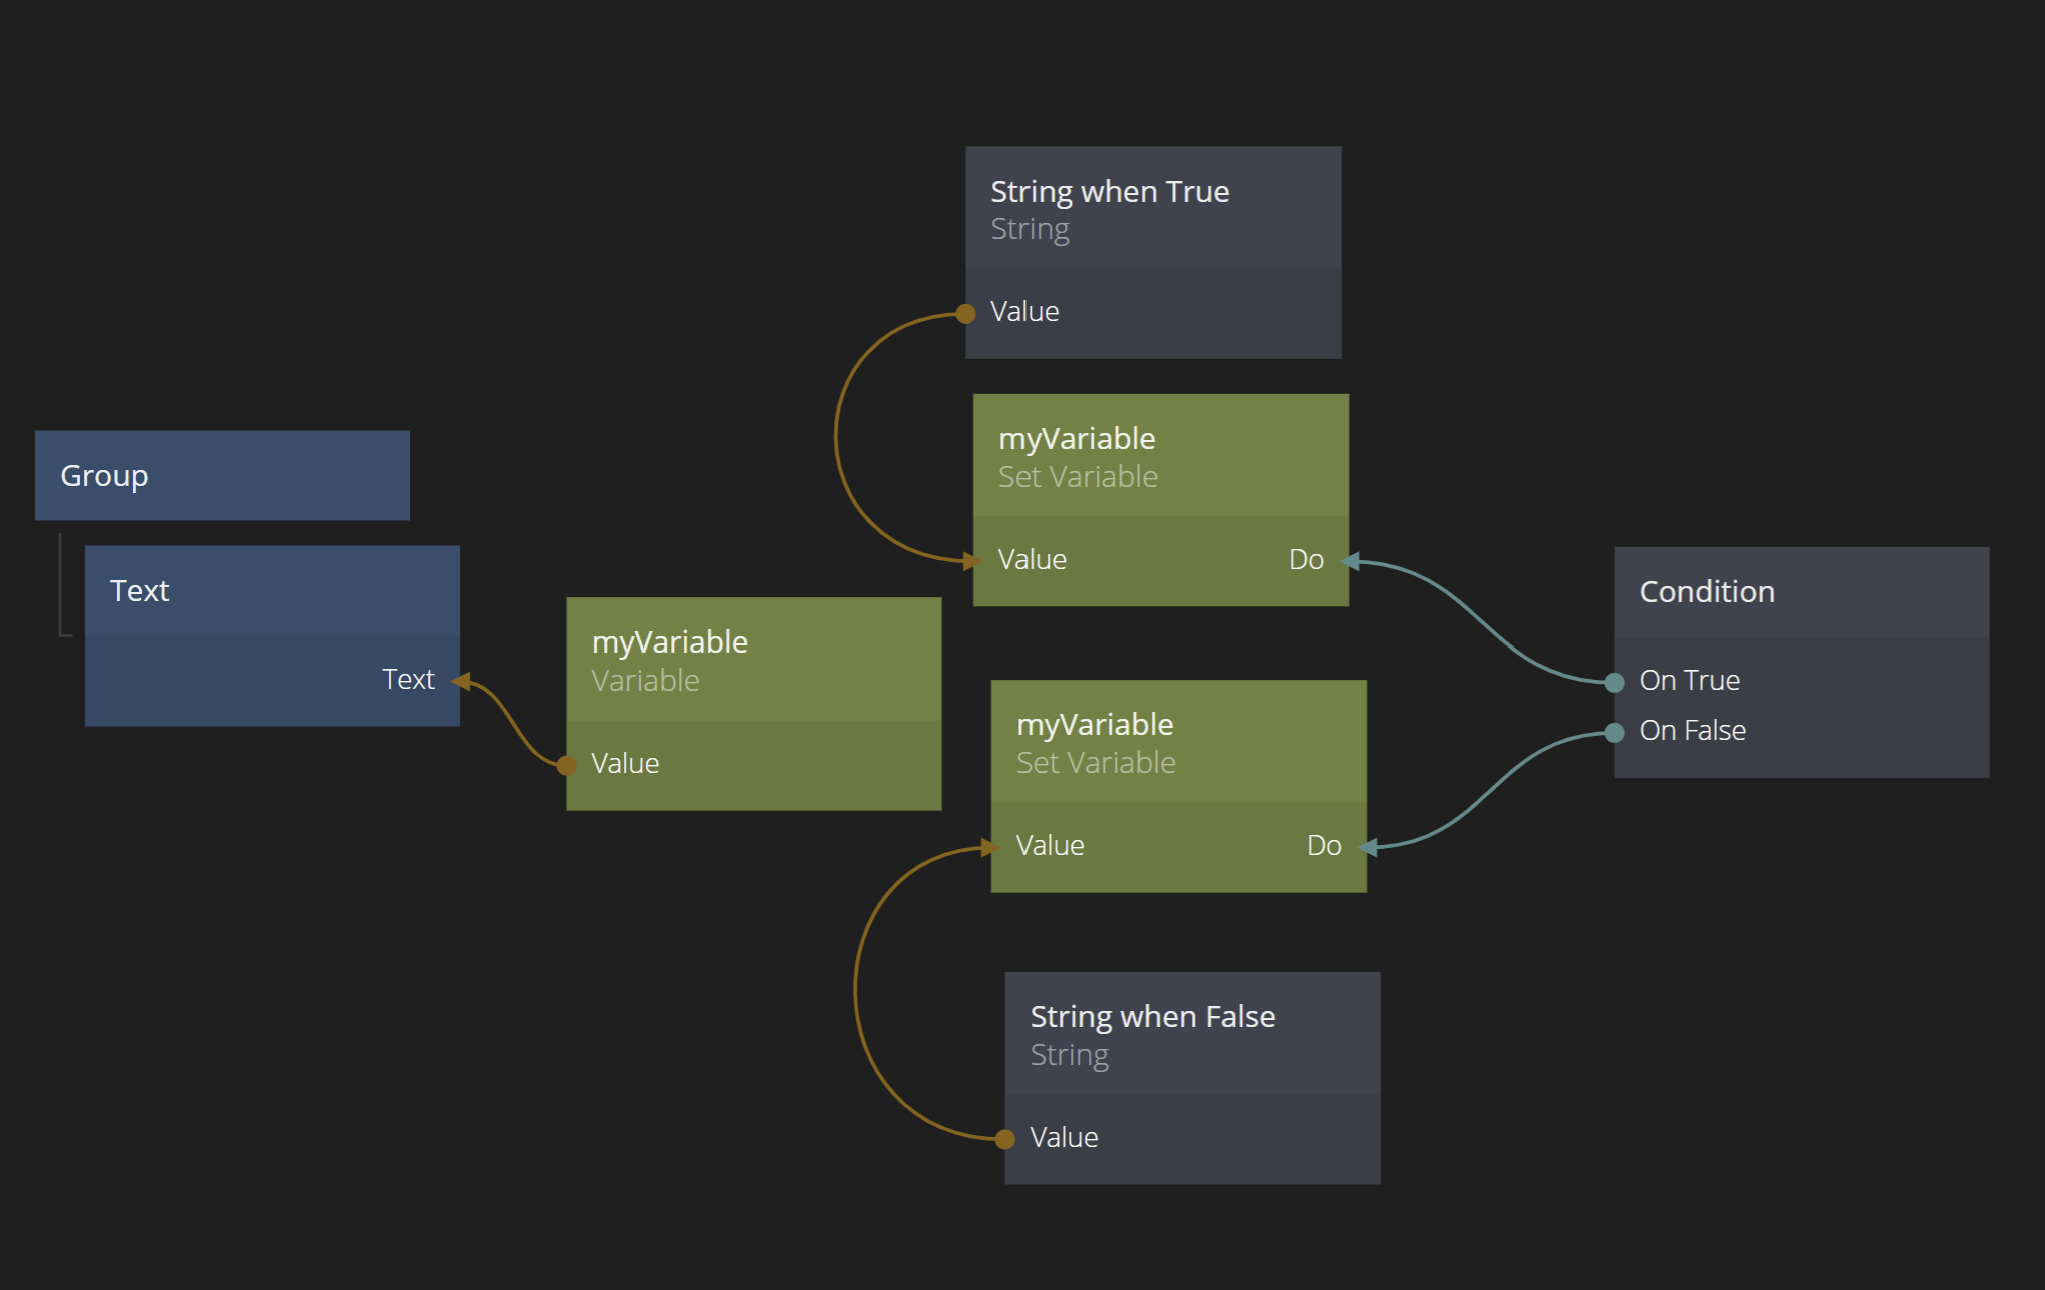 Group
Text
Text
myVariable
Variable
Value
String when True
String
Value
myVariable
Set Variable
Value Do
myVariable
Set Variable
Value Do
String when False
String
Value
Condition
On True
On False